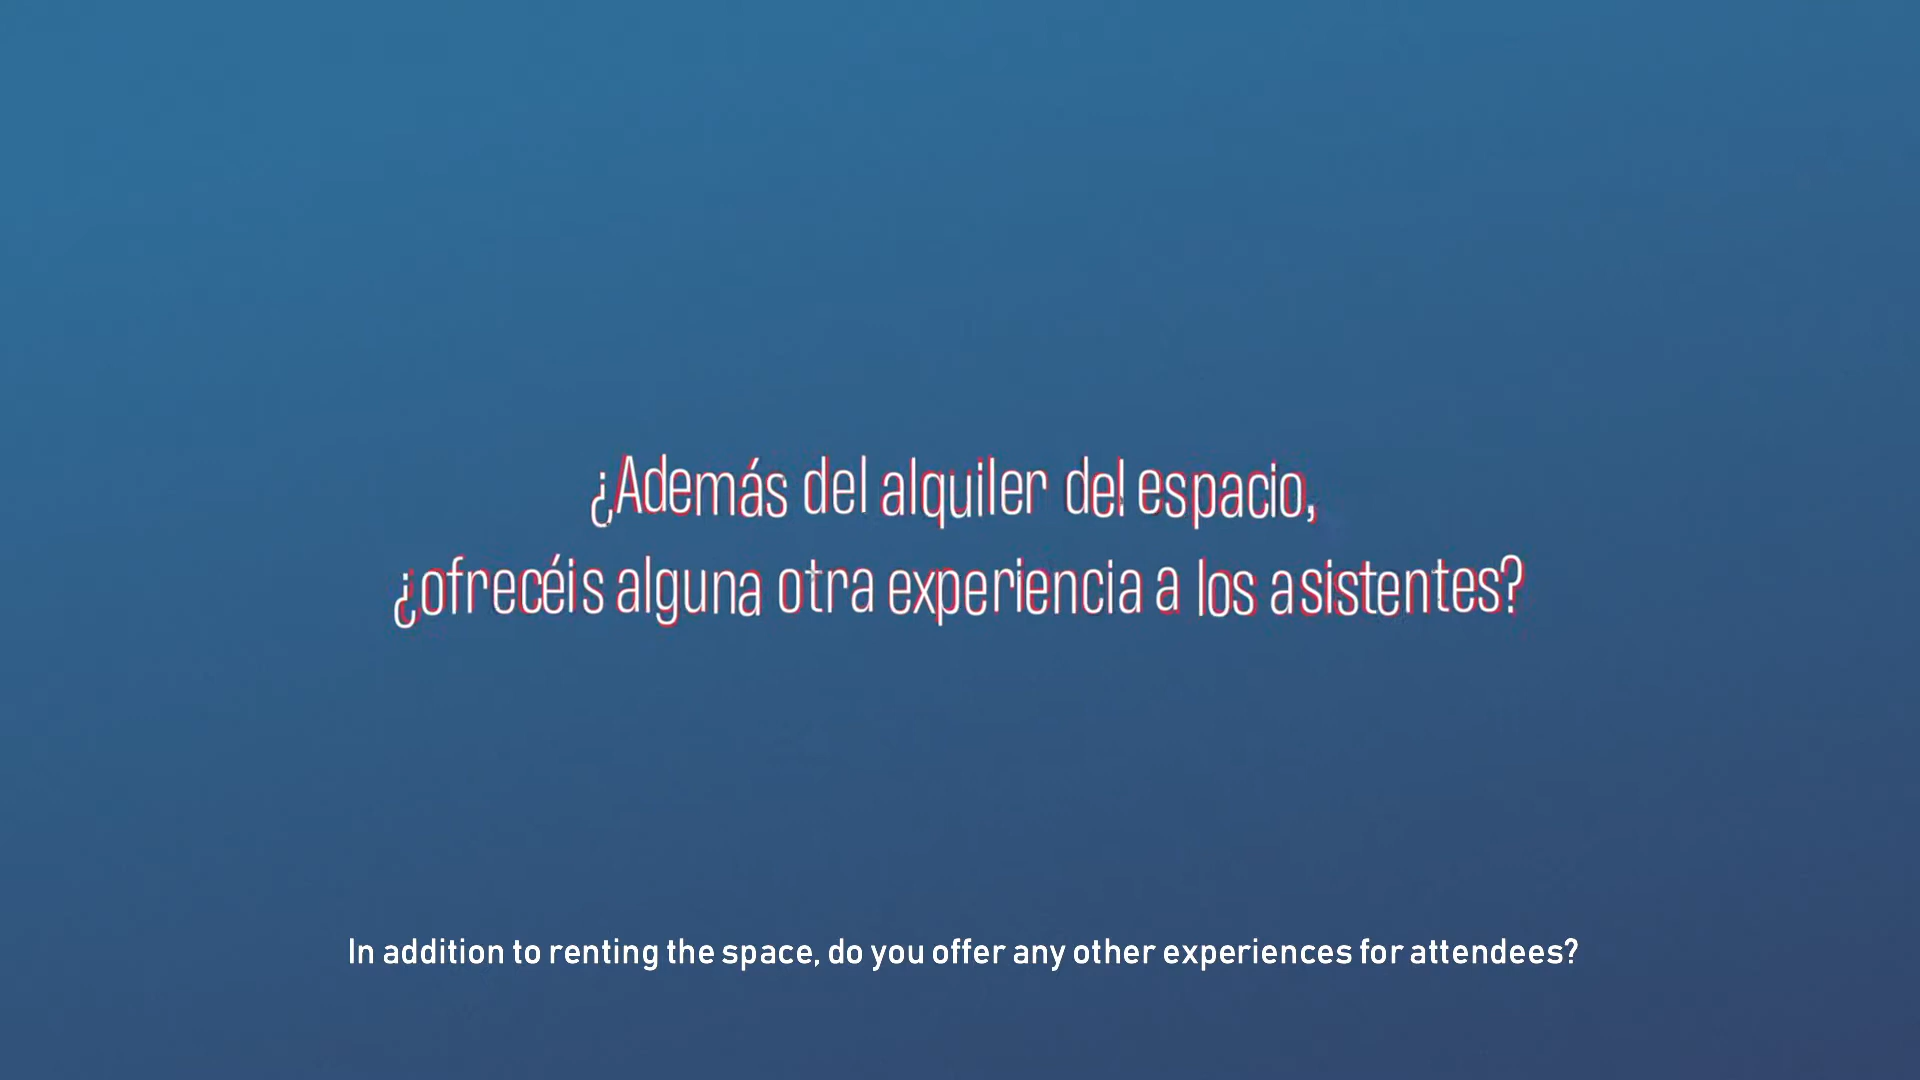 ¿Además del alquiler del espacio,
¿ofrecéis alguna otra experiencia a los asistentes?
In addition to renting the space, do you offer any other experiences for attendees?